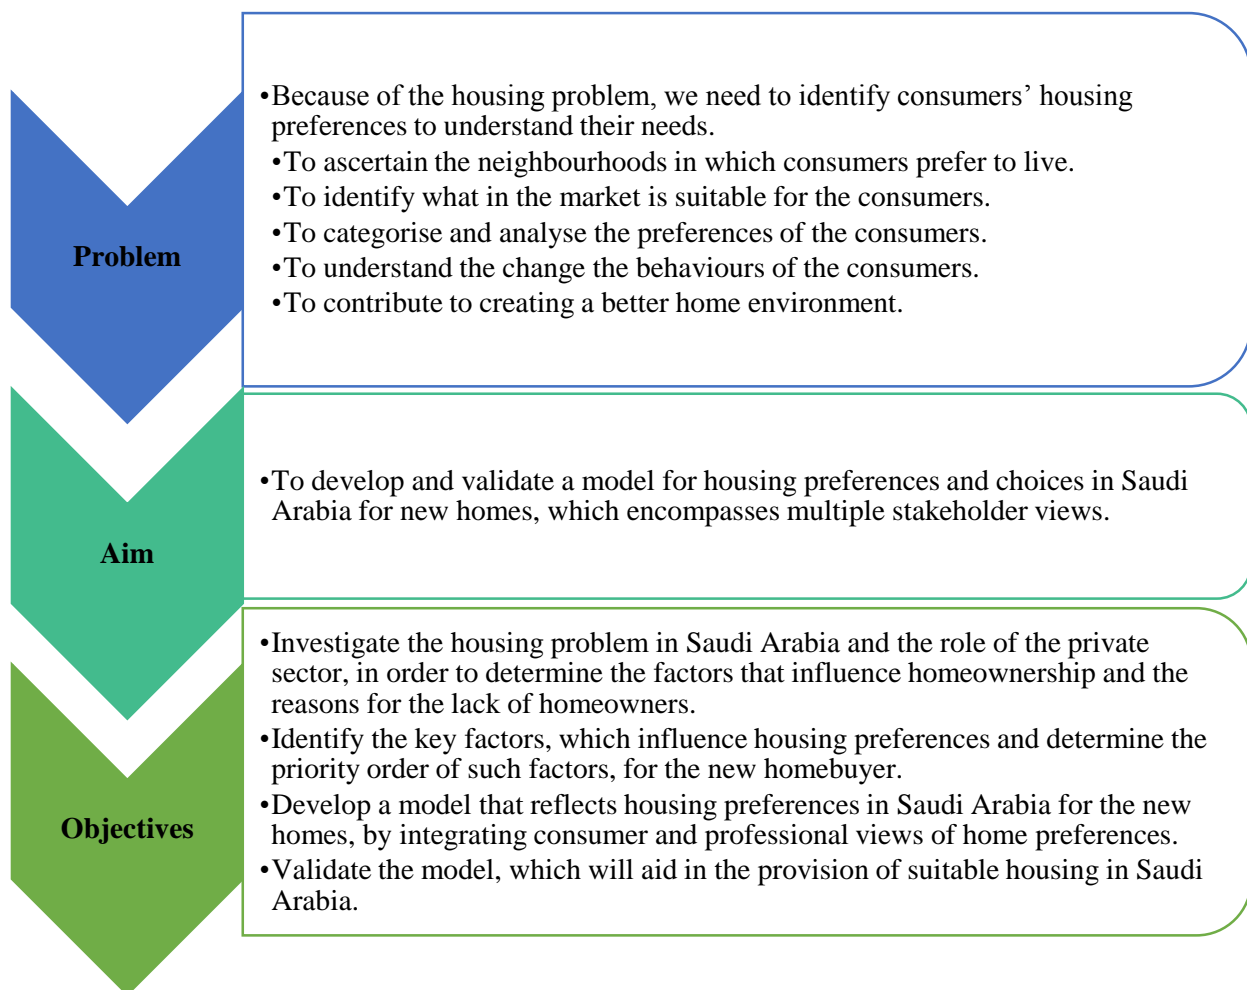 Problem
•Because of the housing problem, we need to identify consumers’ housing
preferences to understand their needs.
•To ascertain the neighbourhoods in which consumers prefer to live.
•To identify what in the market is suitable for the consumers.
•To categorise and analyse the preferences of the consumers.
•To understand the change the behaviours of the consumers.
•To contribute to creating a better home environment.
Aim
•To develop and validate a model for housing preferences and choices in Saudi
Arabia for new homes, which encompasses multiple stakeholder views.
Objectives
•Investigate the housing problem in Saudi Arabia and the role of the private
sector, in order to determine the factors that influence homeownership and the
reasons for the lack of homeowners.
•Identify the key factors, which influence housing preferences and determine the
priority order of such factors, for the new homebuyer.
•Develop a model that reflects housing preferences in Saudi Arabia for the new
homes, by integrating consumer and professional views of home preferences.
•Validate the model, which will aid in the provision of suitable housing in Saudi
Arabia.